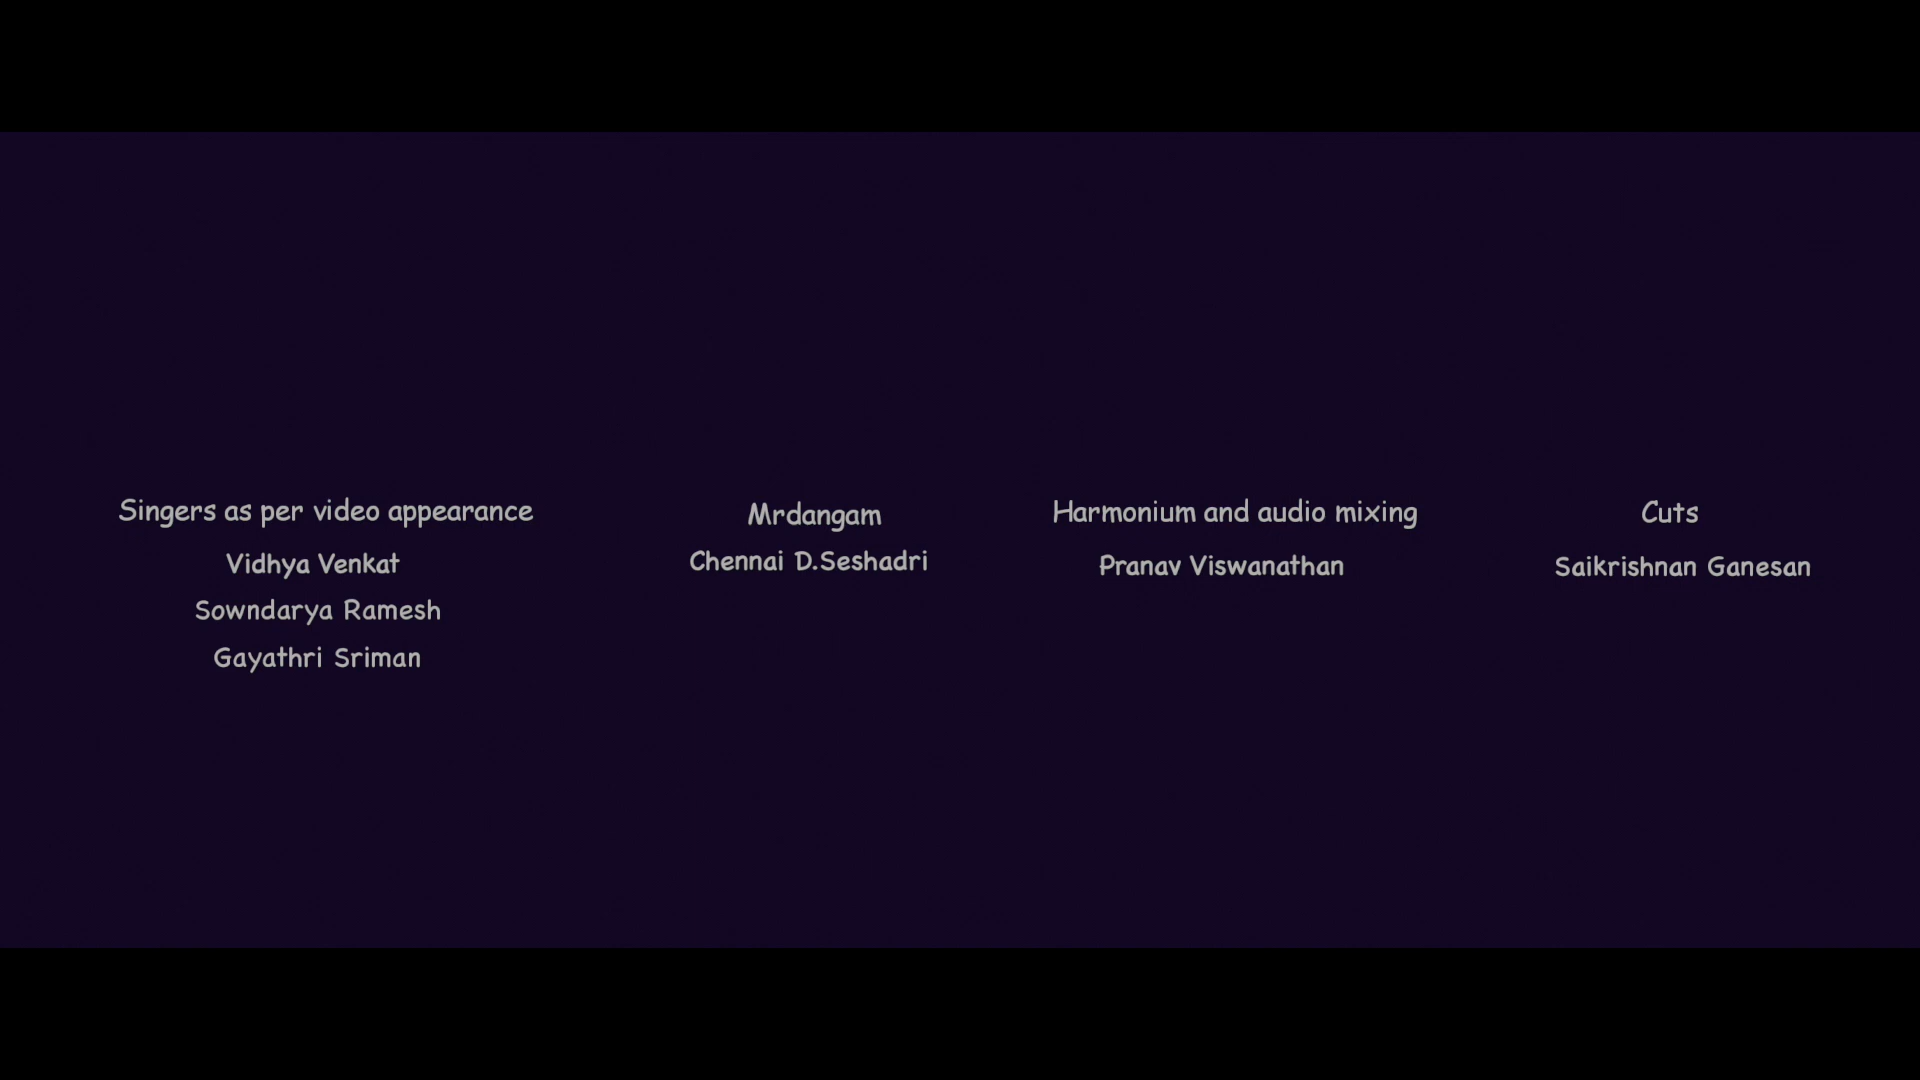 Singers as per video appearance
Vidhya Venkat
Sowndarya Ramesh
Gayathri Sriman
Mrdangam
Chennai D.Seshadri
Harmonium and audio mixing
Pranav Viswanathan
Cuts
Saikrishnan Ganesan